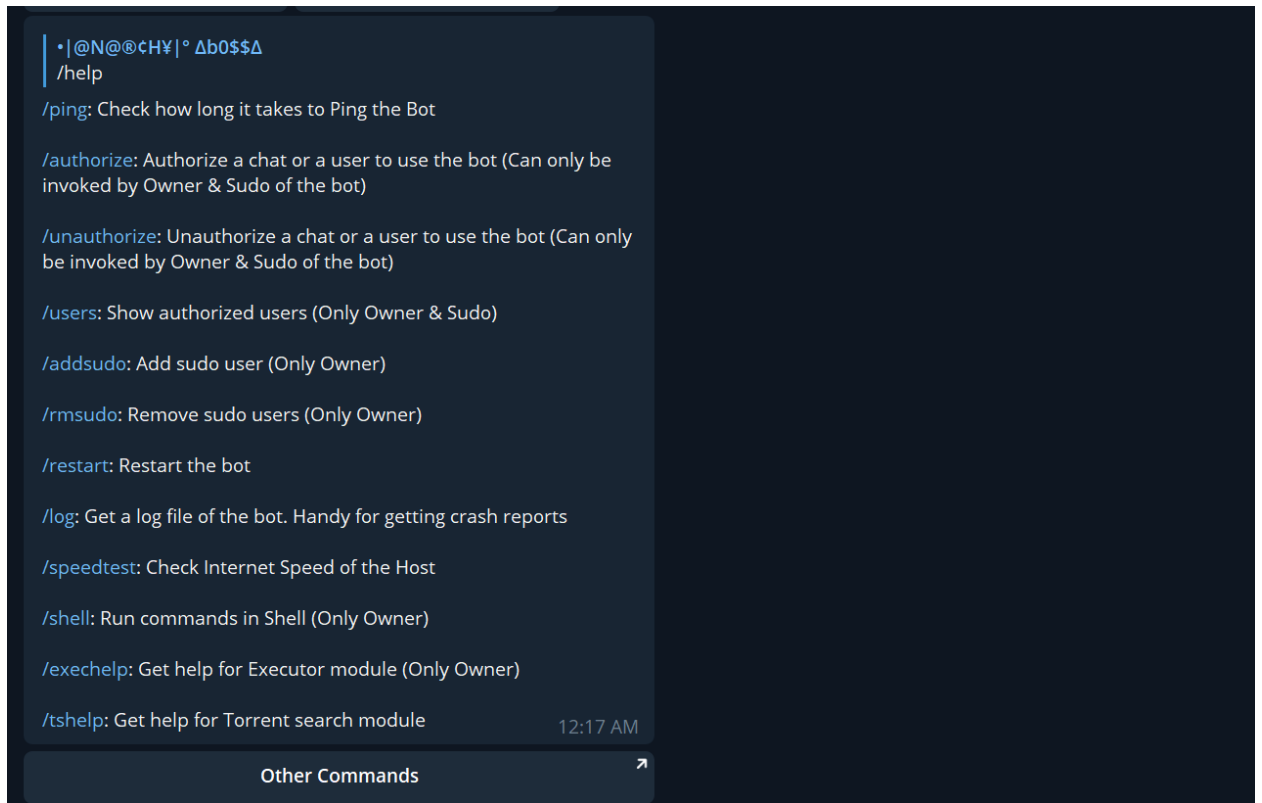 •|@N@®¢H¥|° Δb0$$Δ
/help
/ping: Check how long it takes to Ping the Bot
/authorize: Authorize a chat or a user to use the bot (Can only be
invoked by Owner & Sudo of the bot)
/unauthorize: Unauthorize a chat or a user to use the bot (Can only
be invoked by Owner & Sudo of the bot)
/users: Show authorized users (Only Owner & Sudo)
/addsudo: Add sudo user (Only Owner)
/rmsudo: Remove sudo users (Only Owner)
/restart: Restart the bot
/log: Get a log file of the bot. Handy for getting crash reports
/speedtest: Check Internet Speed of the Host
/shell: Run commands in Shell (Only Owner)
/exechelp: Get help for Executor module (Only Owner)
/tshelp: Get help for Torrent search module
12:17 AM
Other Commands